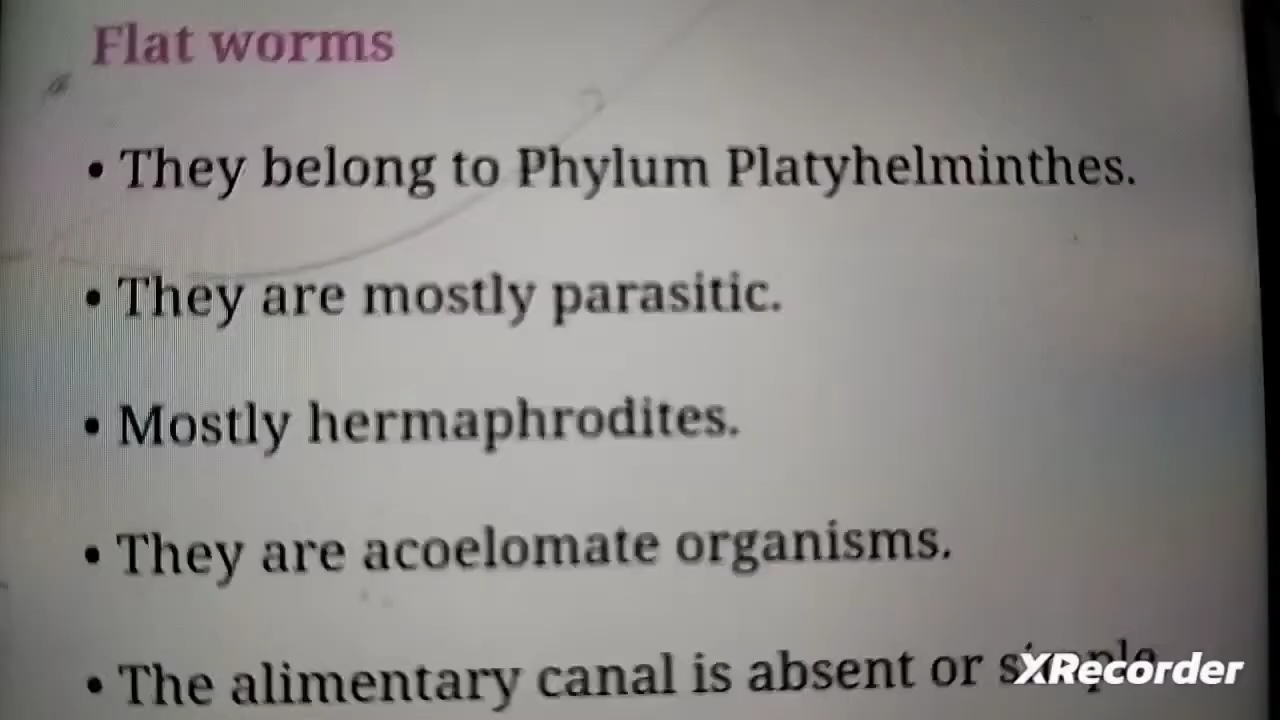 Flat worms
• They belong to Phylum Platyhelminthes.
• They are mostly parasitic.
• Mostly hermaphrodites.
• They are acoelomate organisms.
• The alimentary canal is absent or simple
XRecorder